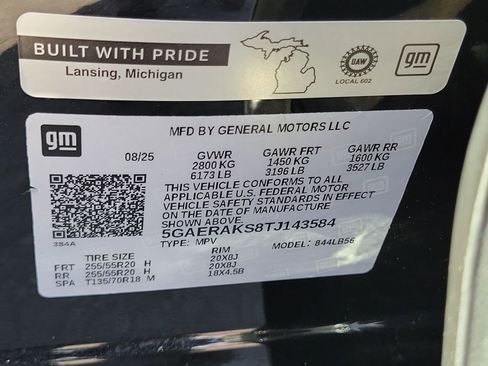 BUILT WITH PRIDE
Lansing, Michigan
UAW
LOCAL 602
gm
gm
MFD BY GENERAL MOTORS LLC
08/25 GVWR GAWR FRT GAWR RR
2800 KG 1450 KG 1600 KG
6173 LB 3196 LB 3527 LB
THIS VEHICLE CONFORMS TO ALL
APPLICABLE U.S. FEDERAL MOTOR
VEHICLE SAFETY STANDARDS IN EFFECT
ON THE DATE OF MANUFACTURE SHOWN ABOVE.
5GAERAKS8TJ143584
TYPE: MPV MODEL: 844LB56
3S4A
TIRE SIZE RIM
FRT 255/55R20 H 20X8J
RR 255/55R20 H 20X8J
SPA T135/70R18 M 18X4.5B